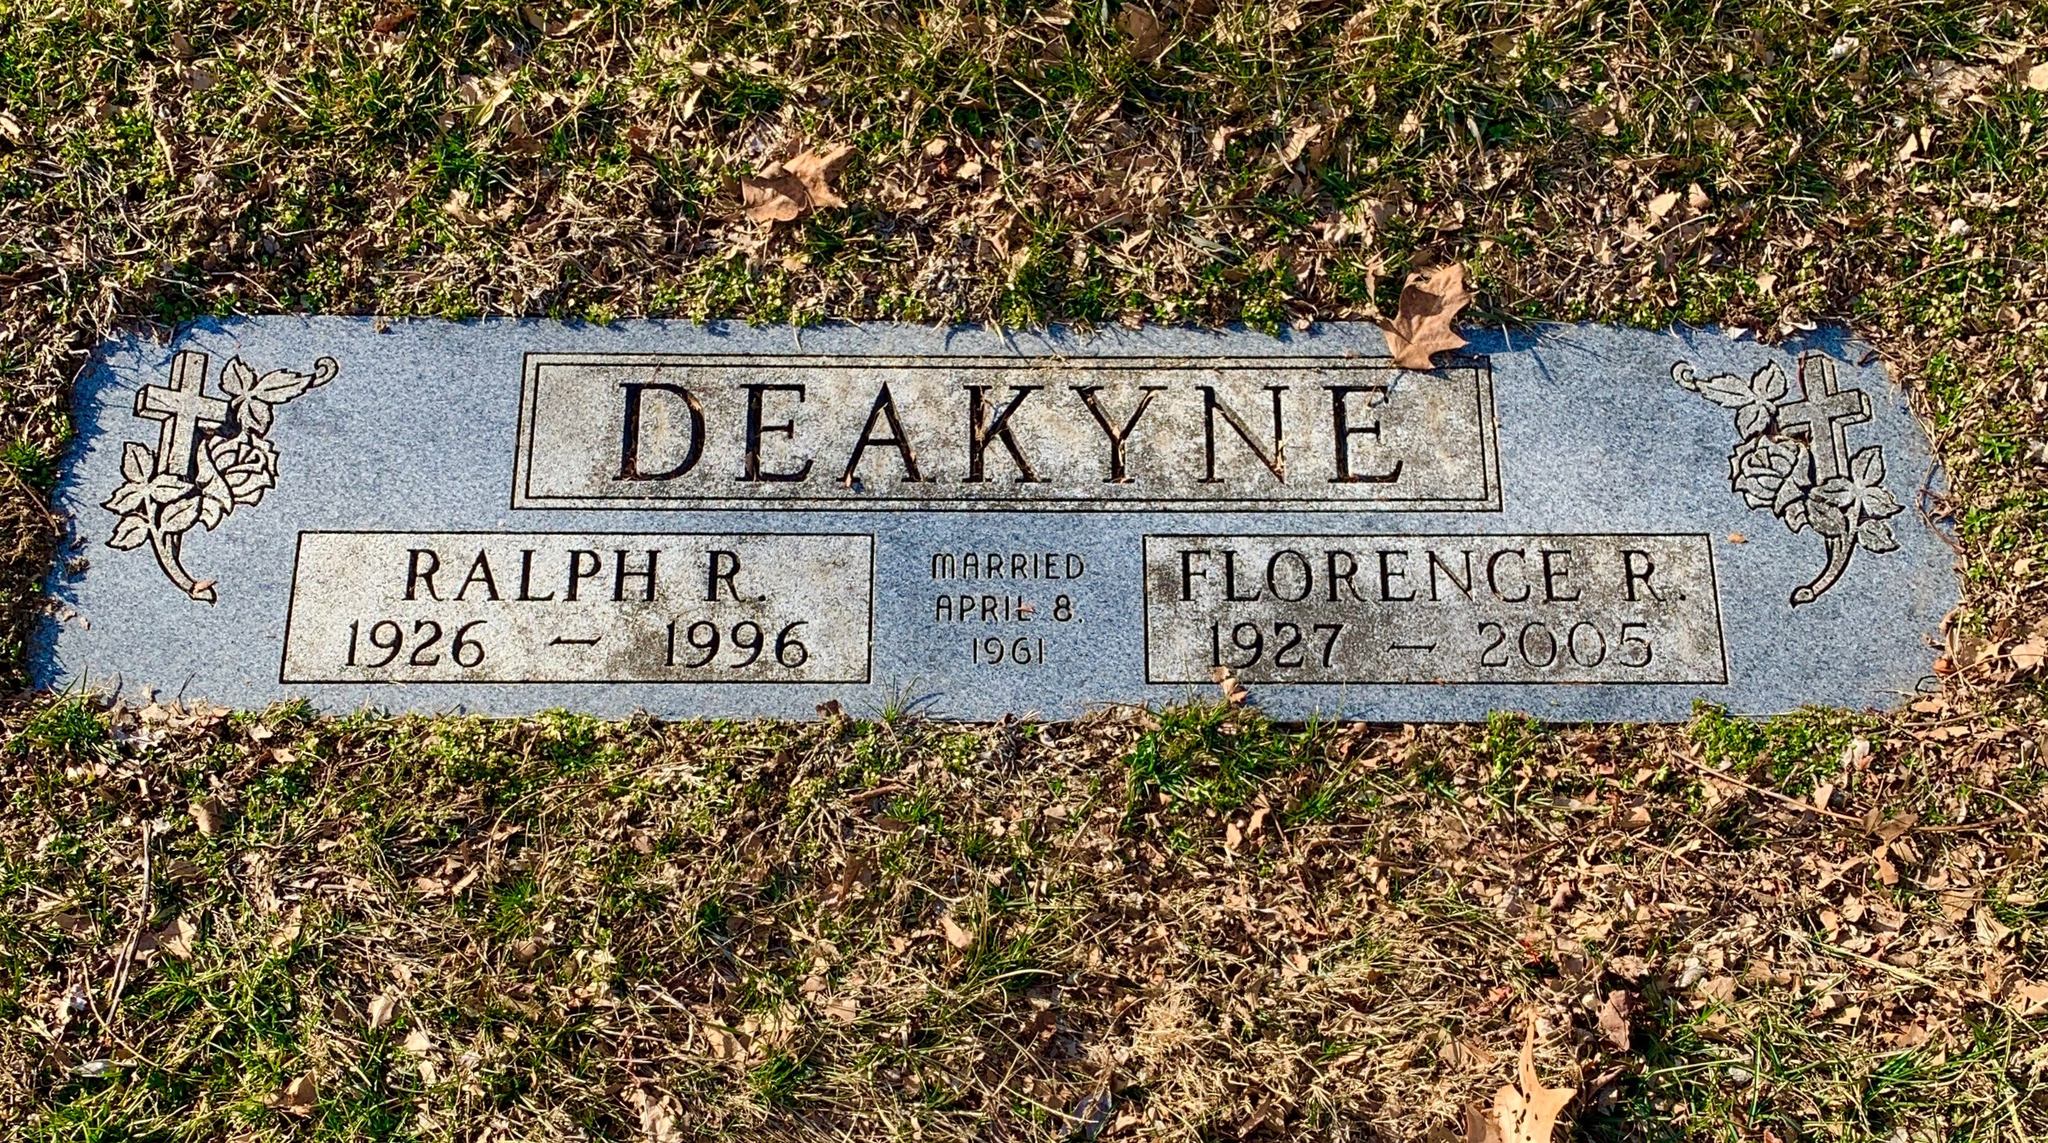 DEAKYNE
RALPH R.
1926 – 1996
MARRIED
APRIL 8,
1961
FLORENCE R.
1927 – 2005